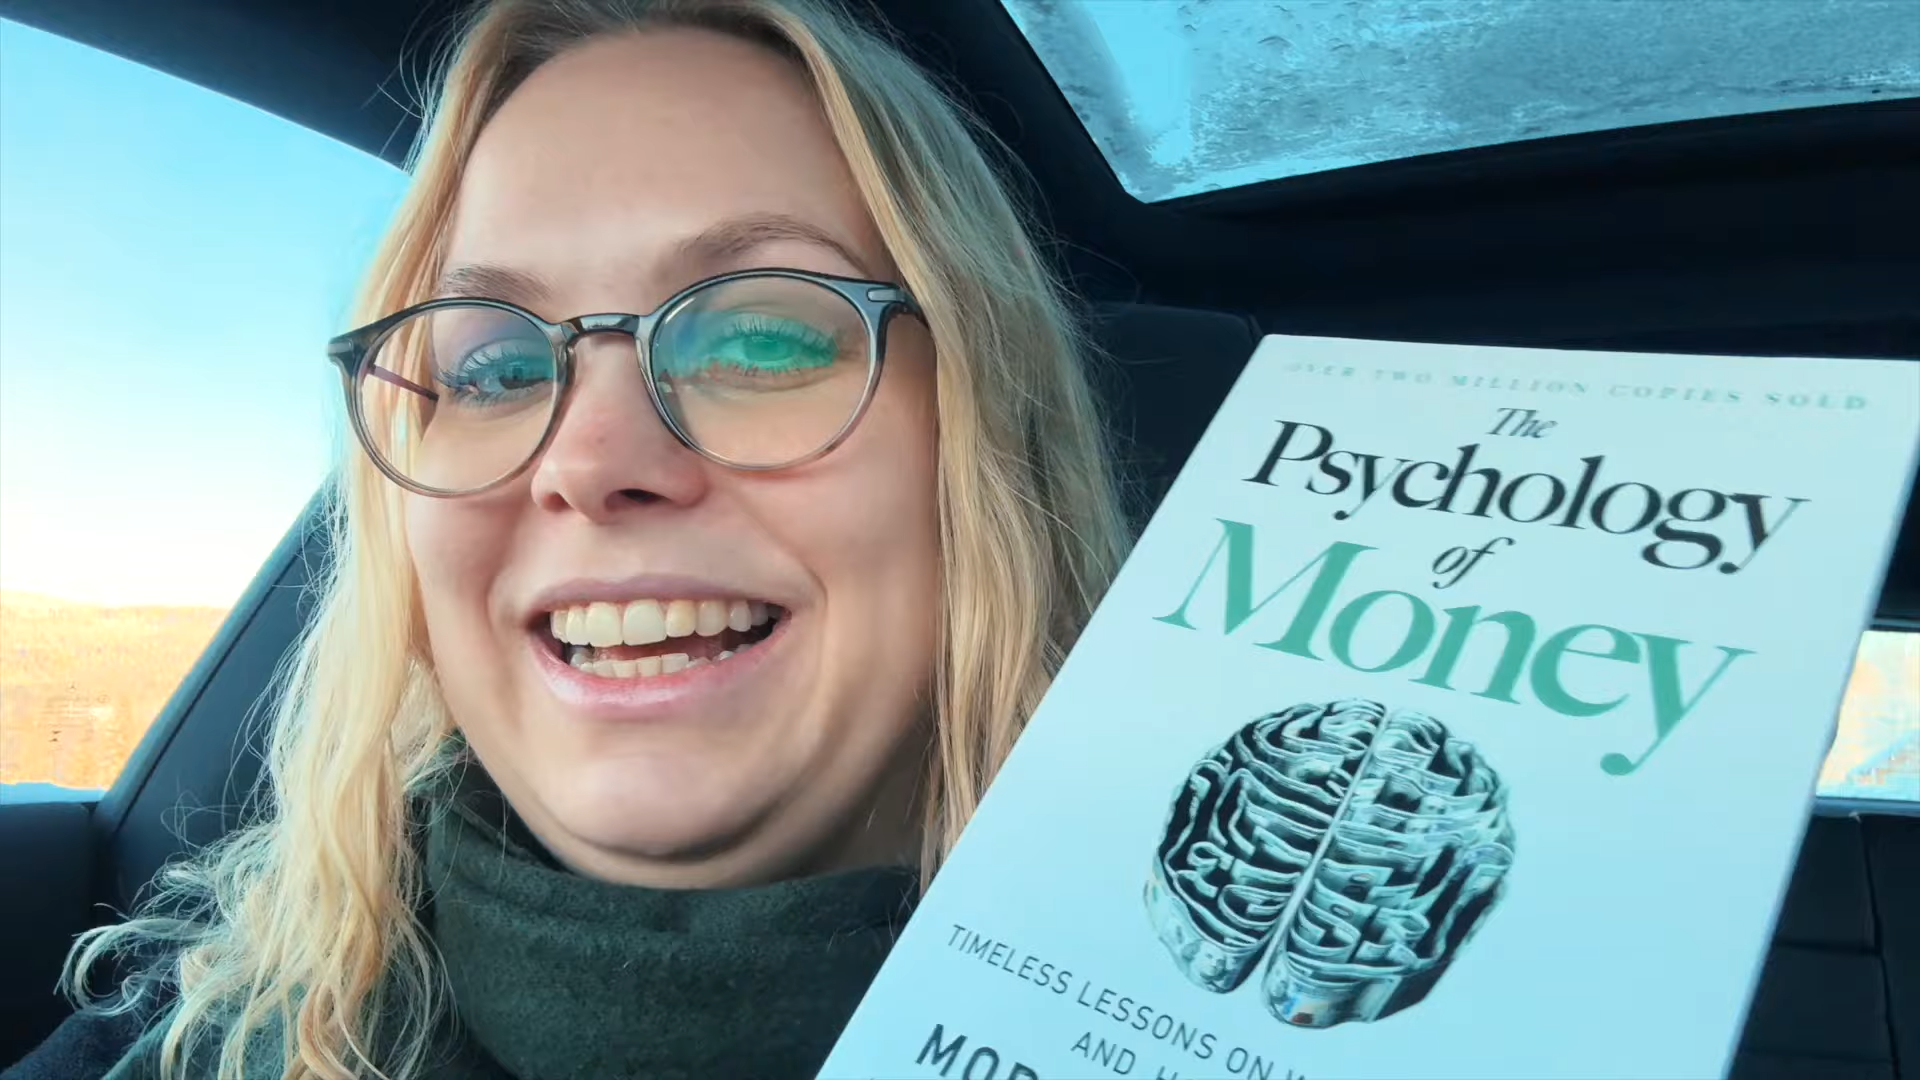 OVER TWO MILLION COPIES SOLD
The
Psychology
of
Money
TIMELESS LESSONS ON
AND